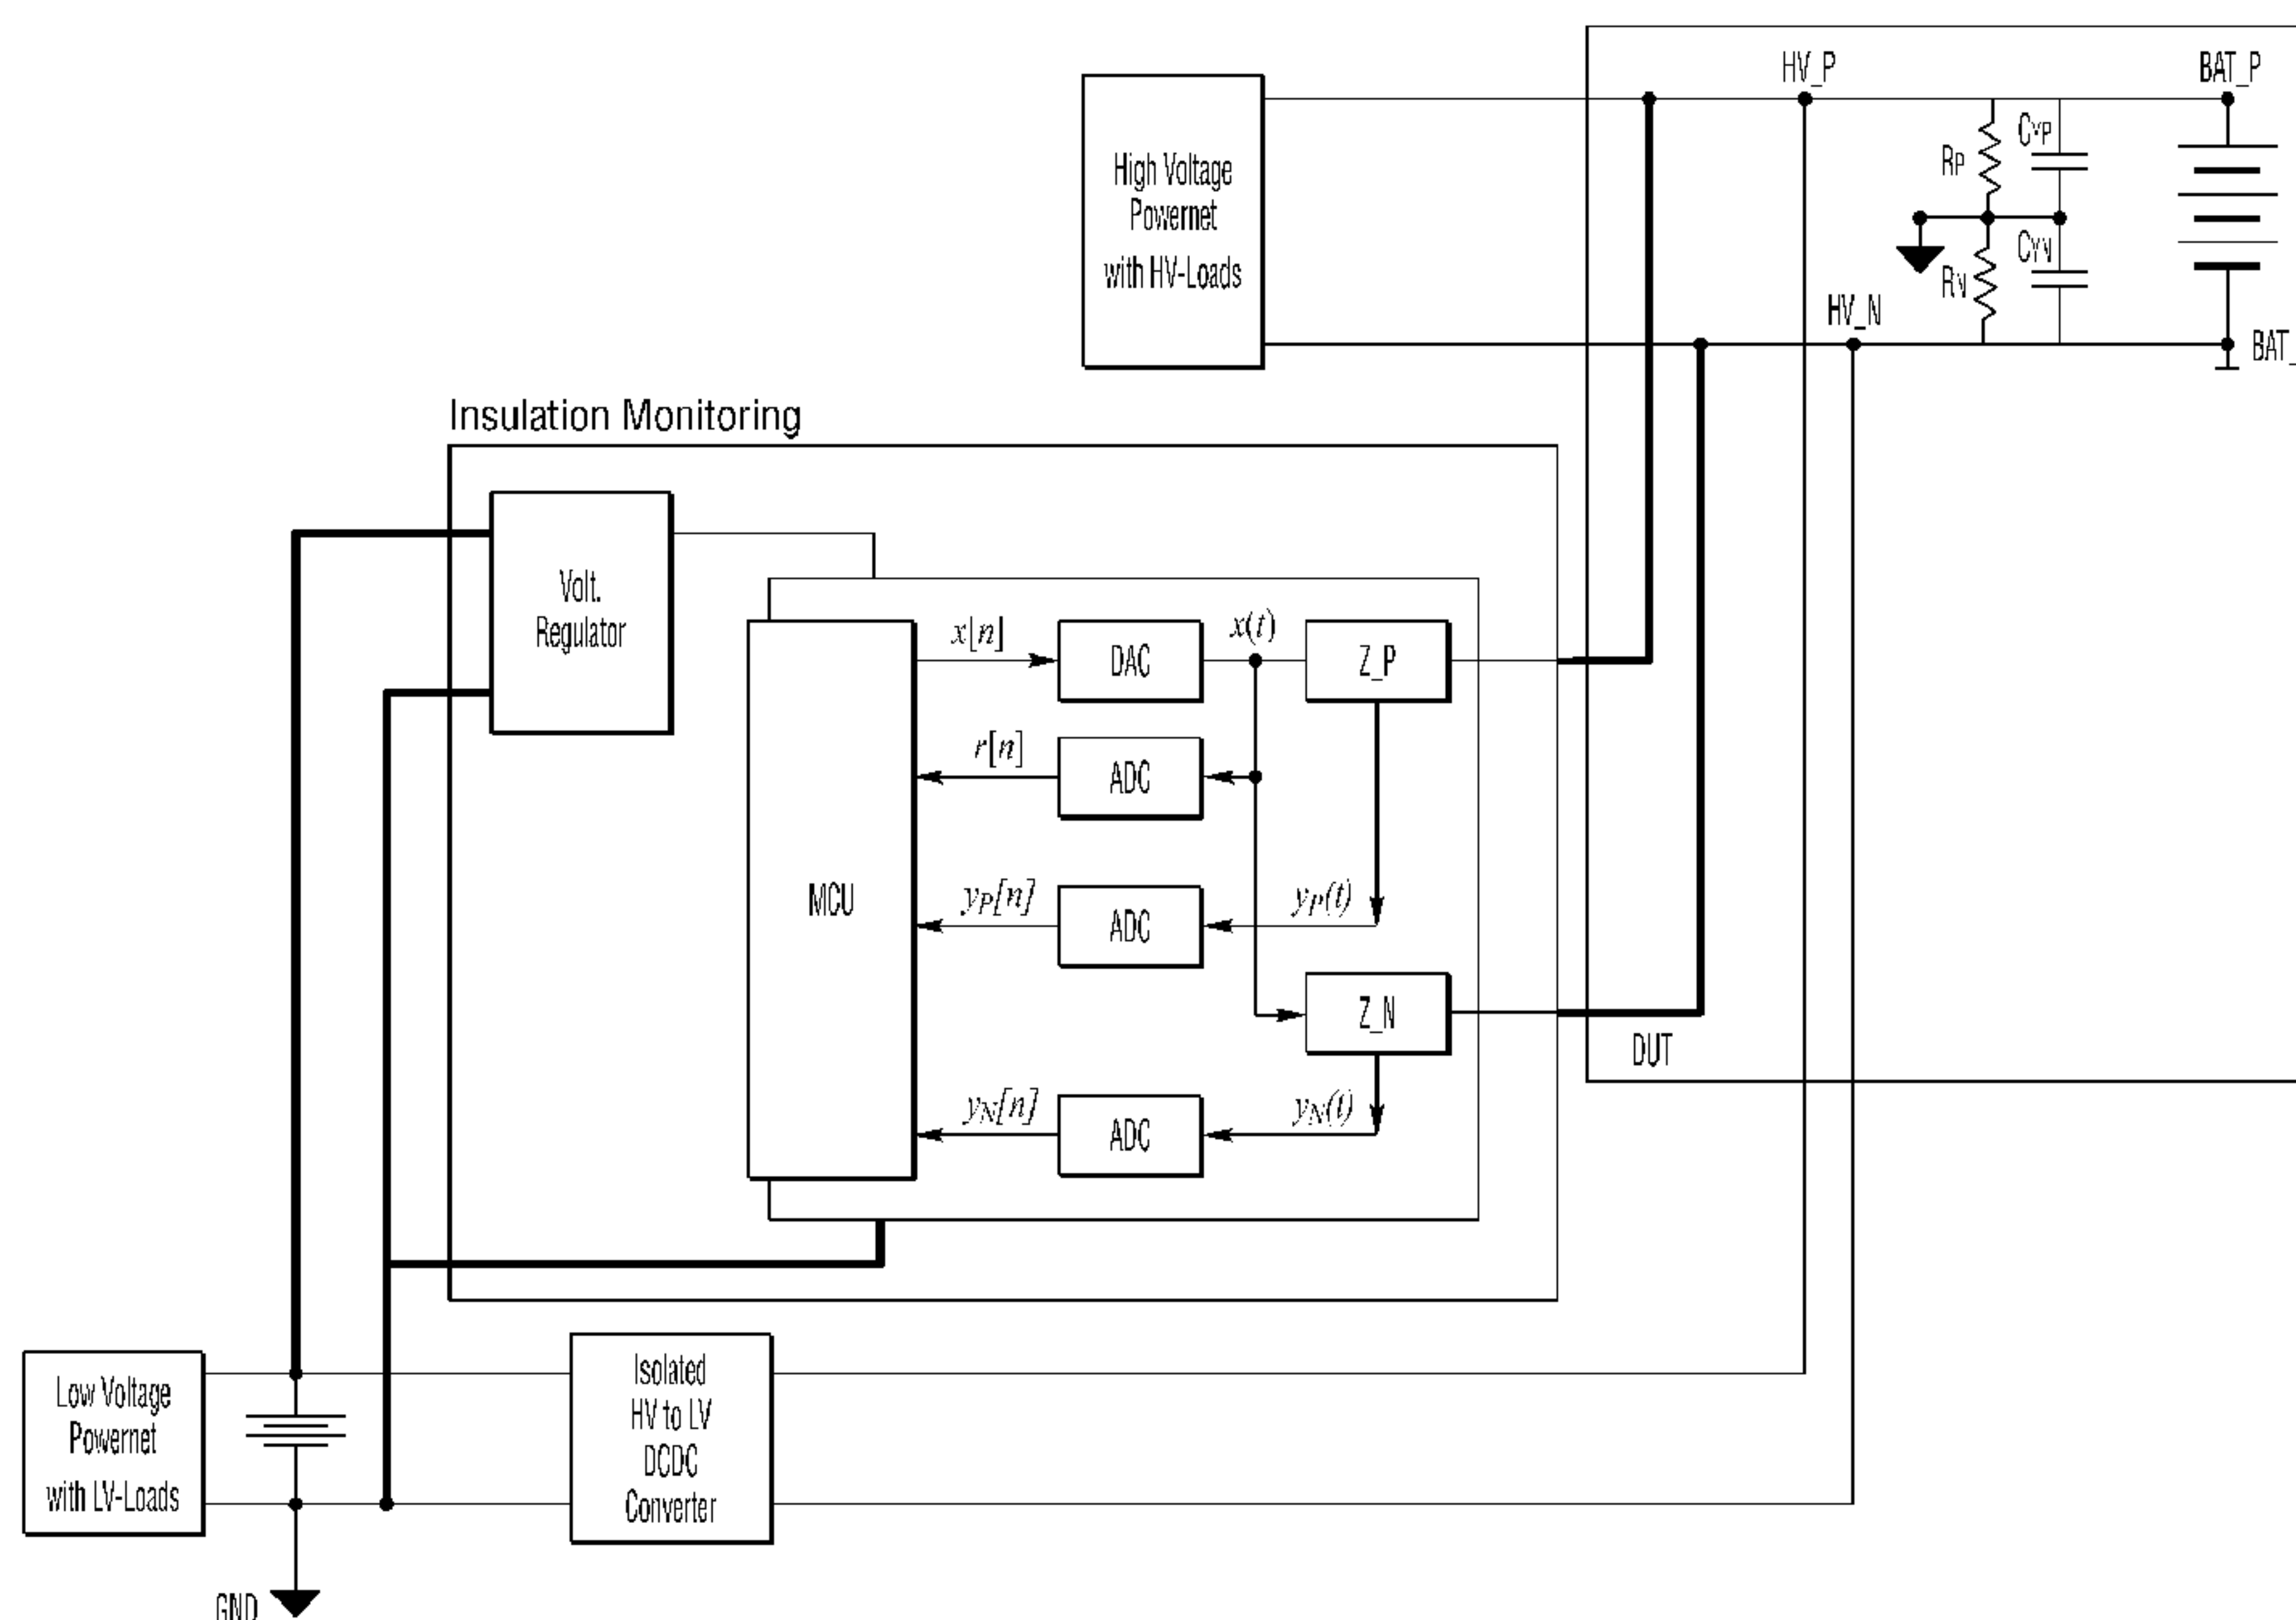 HV_P
BAT_P
High Voltage
Powernet
with HV-Loads
RP
CYP
RN
CYN
HV_N
BAT_
Insulation Monitoring
Volt.
Regulator
x[n]
DAC
x(t)
Z_P
r[n]
ADC
MCU
yP[n]
ADC
yP(t)
Z_N
DUT
yN[n]
ADC
yN(t)
Low Voltage
Powernet
with LV-Loads
Isolated
HV to LV
DCDC
Converter
GND